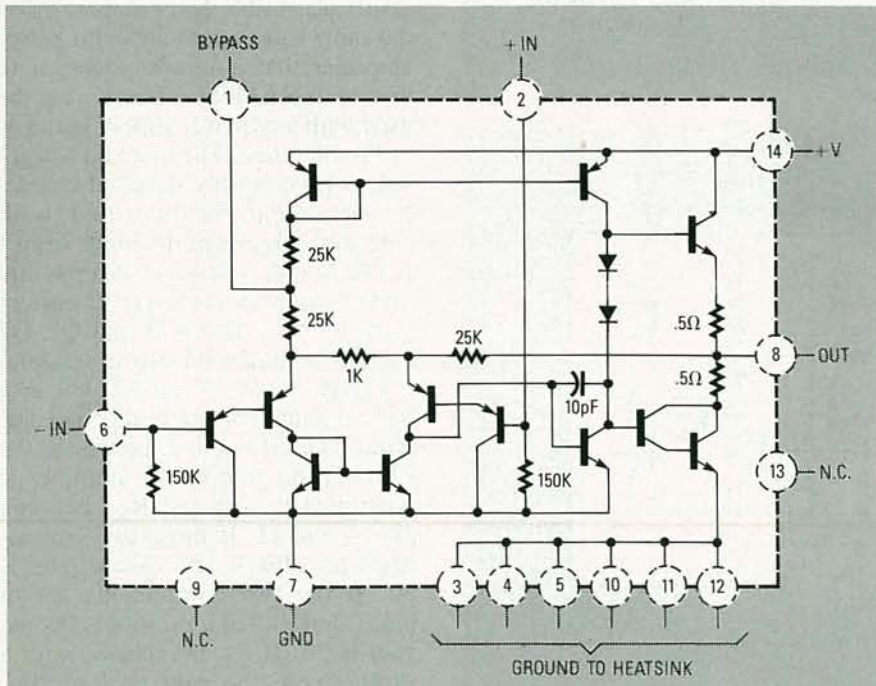 BYPASS
+ IN
1
2
14
+V
25K
25K
1K
25K
.5Ω
8
OUT
.5Ω
10pF
– IN
6
150K
150K
13
N.C.
9
7
3
4
5
10
11
12
N.C.
GND
GROUND TO HEATSINK